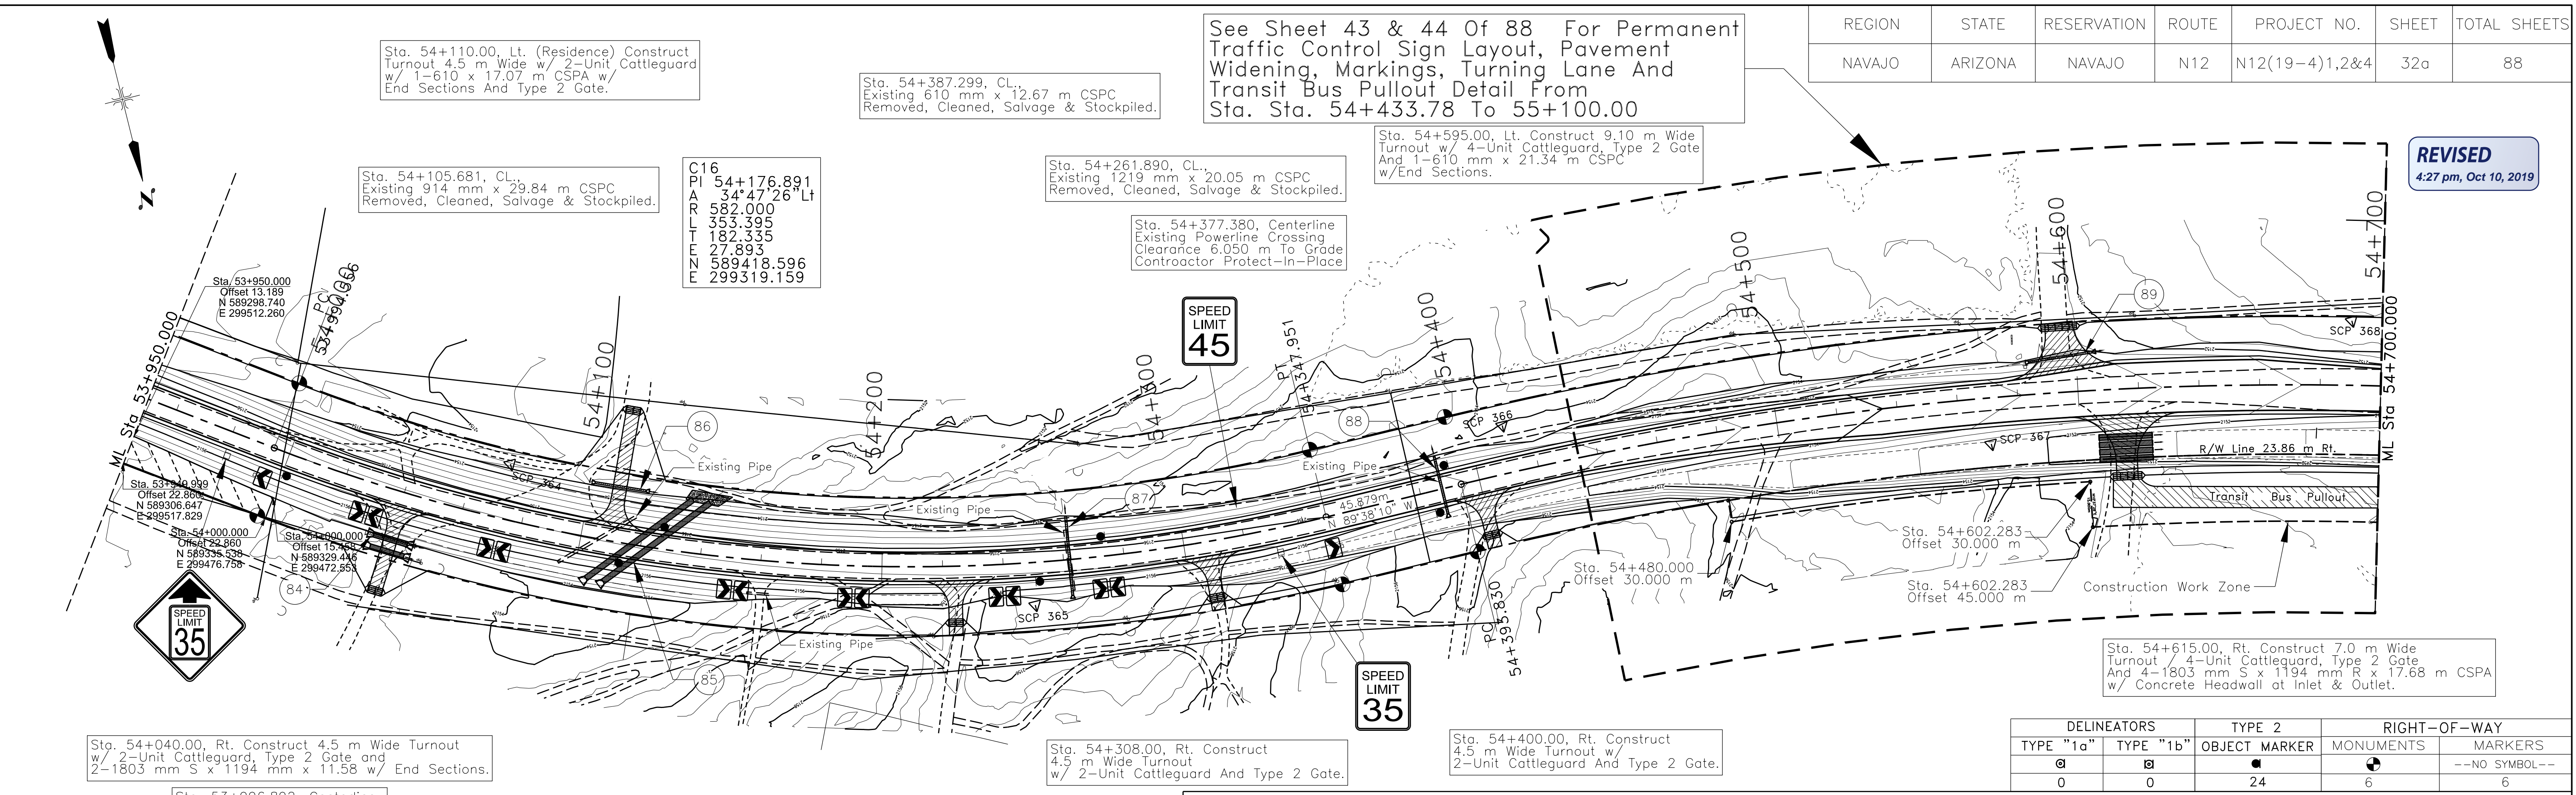 Sta. 54+110.00, Lt. (Residence) Construct
Turnout 4.5 m Wide w/ 2-Unit Cattleguard
w/ 1-610 x 17.07 m CSPA w/
End Sections And Type 2 Gate.
Sta. 54+387.299, CL.,
Existing 610 mm x 12.67 m CSPC
Removed, Cleaned, Salvage & Stockpiled.
See Sheet 43 & 44 Of 88 For Permanent
Traffic Control Sign Layout, Pavement
Widening, Markings, Turning Lane And
Transit Bus Pullout Detail From
Sta. Sta. 54+433.78 To 55+100.00
REGION STATE RESERVATION ROUTE PROJECT NO. SHEET TOTAL SHEETS
NAVAJO ARIZONA NAVAJO N12 N12(19-4)1,2&4 32a 88
REVISED
4:27 pm, Oct 10, 2019
Sta. 54+595.00, Lt. Construct 9.10 m Wide
Turnout w/ 4-Unit Cattleguard, Type 2 Gate
And 1-610 mm x 21.34 m CSPC
w/End Sections.
Sta. 54+105.681, CL.,
Existing 914 mm x 29.84 m CSPC
Removed, Cleaned, Salvage & Stockpiled.
C16
PI 54+176.891
A 34°47'26"Lt
R 582.000
L 353.395
T 182.335
E 27.893
N 589418.596
E 299319.159
Sta. 54+261.890, CL.,
Existing 1219 mm x 20.05 m CSPC
Removed, Cleaned, Salvage & Stockpiled.
Sta. 54+377.380, Centerline
Existing Powerline Crossing
Clearance 6.050 m To Grade
Controactor Protect-In-Place
N.
Sta. 53+950.000
Offset 13.189
N 589298.740
E 299512.260
PC
53+994.556
54+000
54+100
54+200
54+300
54+400
54+500
54+600
54+700
ML Sta 53+950.000
ML Sta 54+700.000
SPEED
LIMIT
45
PT
54+347.951
89
SCP 368
86
Existing Pipe
SCP 364
87
Existing Pipe
88
Existing Pipe
SCP 366
SCP 367
45.879m
N 89°38'10" W
R/W Line 23.86 m Rt.
Transit Bus Pullout
Sta. 53+949.999
Offset 22.860
N 589306.647
E 299517.829
Sta. 54+000.000
Offset 22.860
N 589335.538
E 299476.758
Sta. 54+000.000
Offset 15.458
N 589329.446
E 299472.553
84
SPEED
LIMIT
35
85
Existing Pipe
SCP 365
PC
54+393.830
SPEED
LIMIT
35
Sta. 54+480.000
Offset 30.000 m
Sta. 54+602.283
Offset 30.000 m
Sta. 54+602.283
Offset 45.000 m
Construction Work Zone
Sta. 54+615.00, Rt. Construct 7.0 m Wide
Turnout / 4-Unit Cattleguard, Type 2 Gate
And 4-1803 mm S x 1194 mm R x 17.68 m CSPA
w/ Concrete Headwall at Inlet & Outlet.
Sta. 54+040.00, Rt. Construct 4.5 m Wide Turnout
w/ 2-Unit Cattleguard, Type 2 Gate and
2-1803 mm S x 1194 mm x 11.58 w/ End Sections.
Sta. 54+308.00, Rt. Construct
4.5 m Wide Turnout
w/ 2-Unit Cattleguard And Type 2 Gate.
Sta. 54+400.00, Rt. Construct
4.5 m Wide Turnout w/
2-Unit Cattleguard And Type 2 Gate.
DELINEATORS TYPE 2 RIGHT-OF-WAY
TYPE "1a" TYPE "1b" OBJECT MARKER MONUMENTS MARKERS
--NO SYMBOL--
0 0 24 6 6